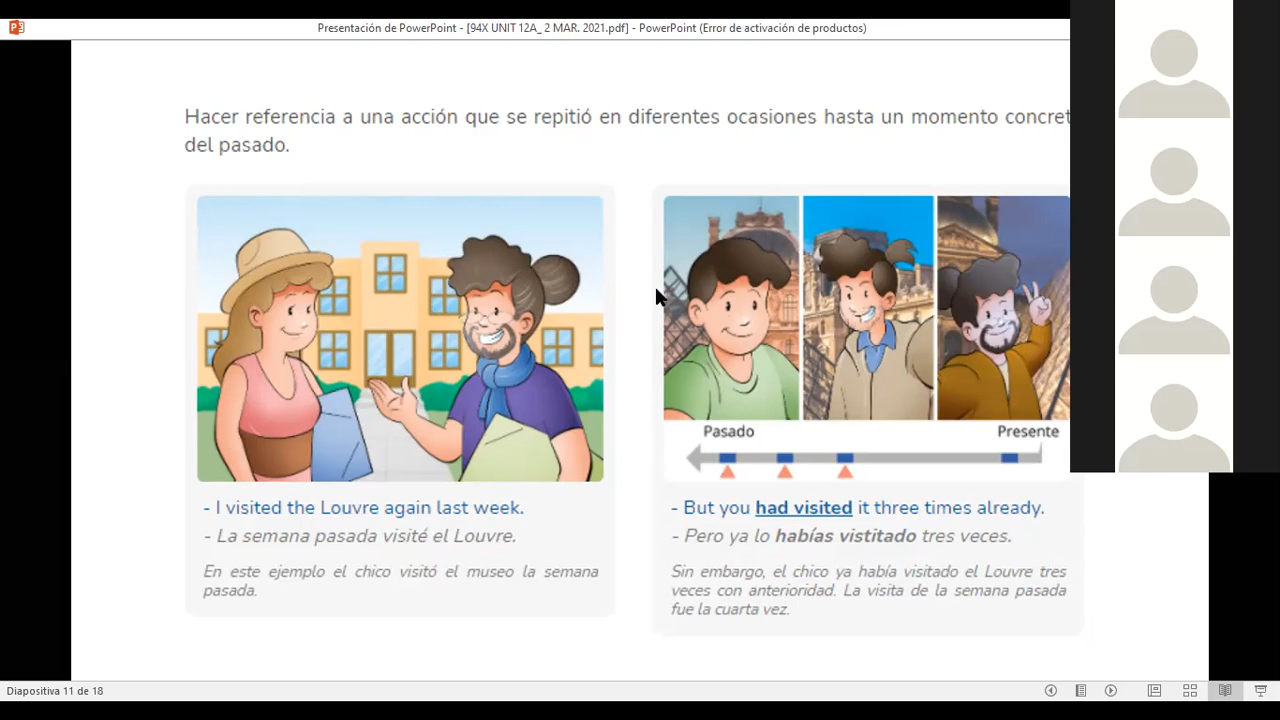 Presentación de PowerPoint - [94X UNIT 12A_ 2 MAR. 2021.pdf] - PowerPoint (Error de activación de productos)
Hacer referencia a una acción que se repitió en diferentes ocasiones hasta un momento concret
del pasado.
Pasado
Presente
- I visited the Louvre again last week.
- La semana pasada visité el Louvre.
En este ejemplo el chico visitó el museo la semana
pasada.
- But you had visited it three times already.
- Pero ya lo habías vistitado tres veces.
Sin embargo, el chico ya había visitado el Louvre tres
veces con anterioridad. La visita de la semana pasada
fue la cuarta vez.
Diapositiva 11 de 18